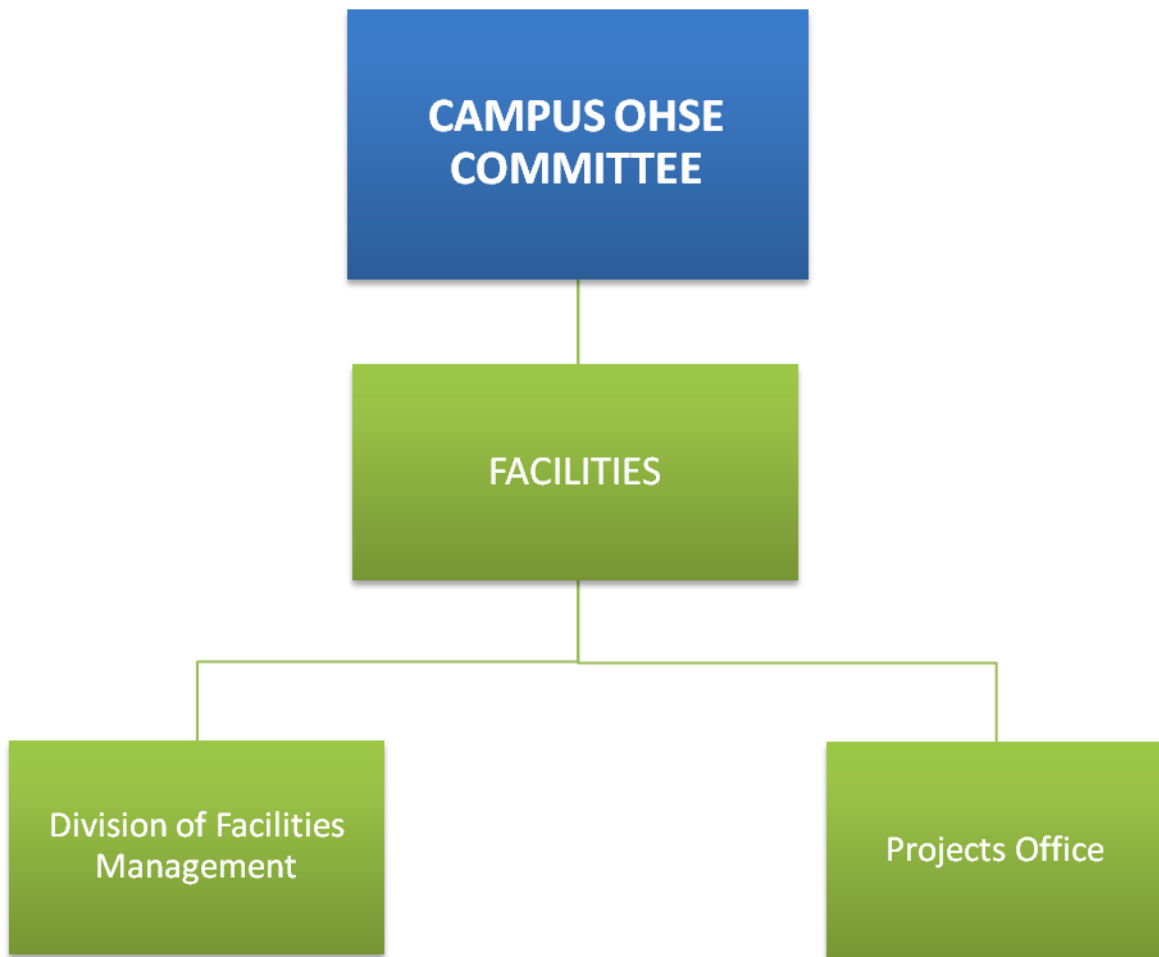 CAMPUS OHSE
COMMITTEE
FACILITIES
Division of Facilities
Management
Projects Office